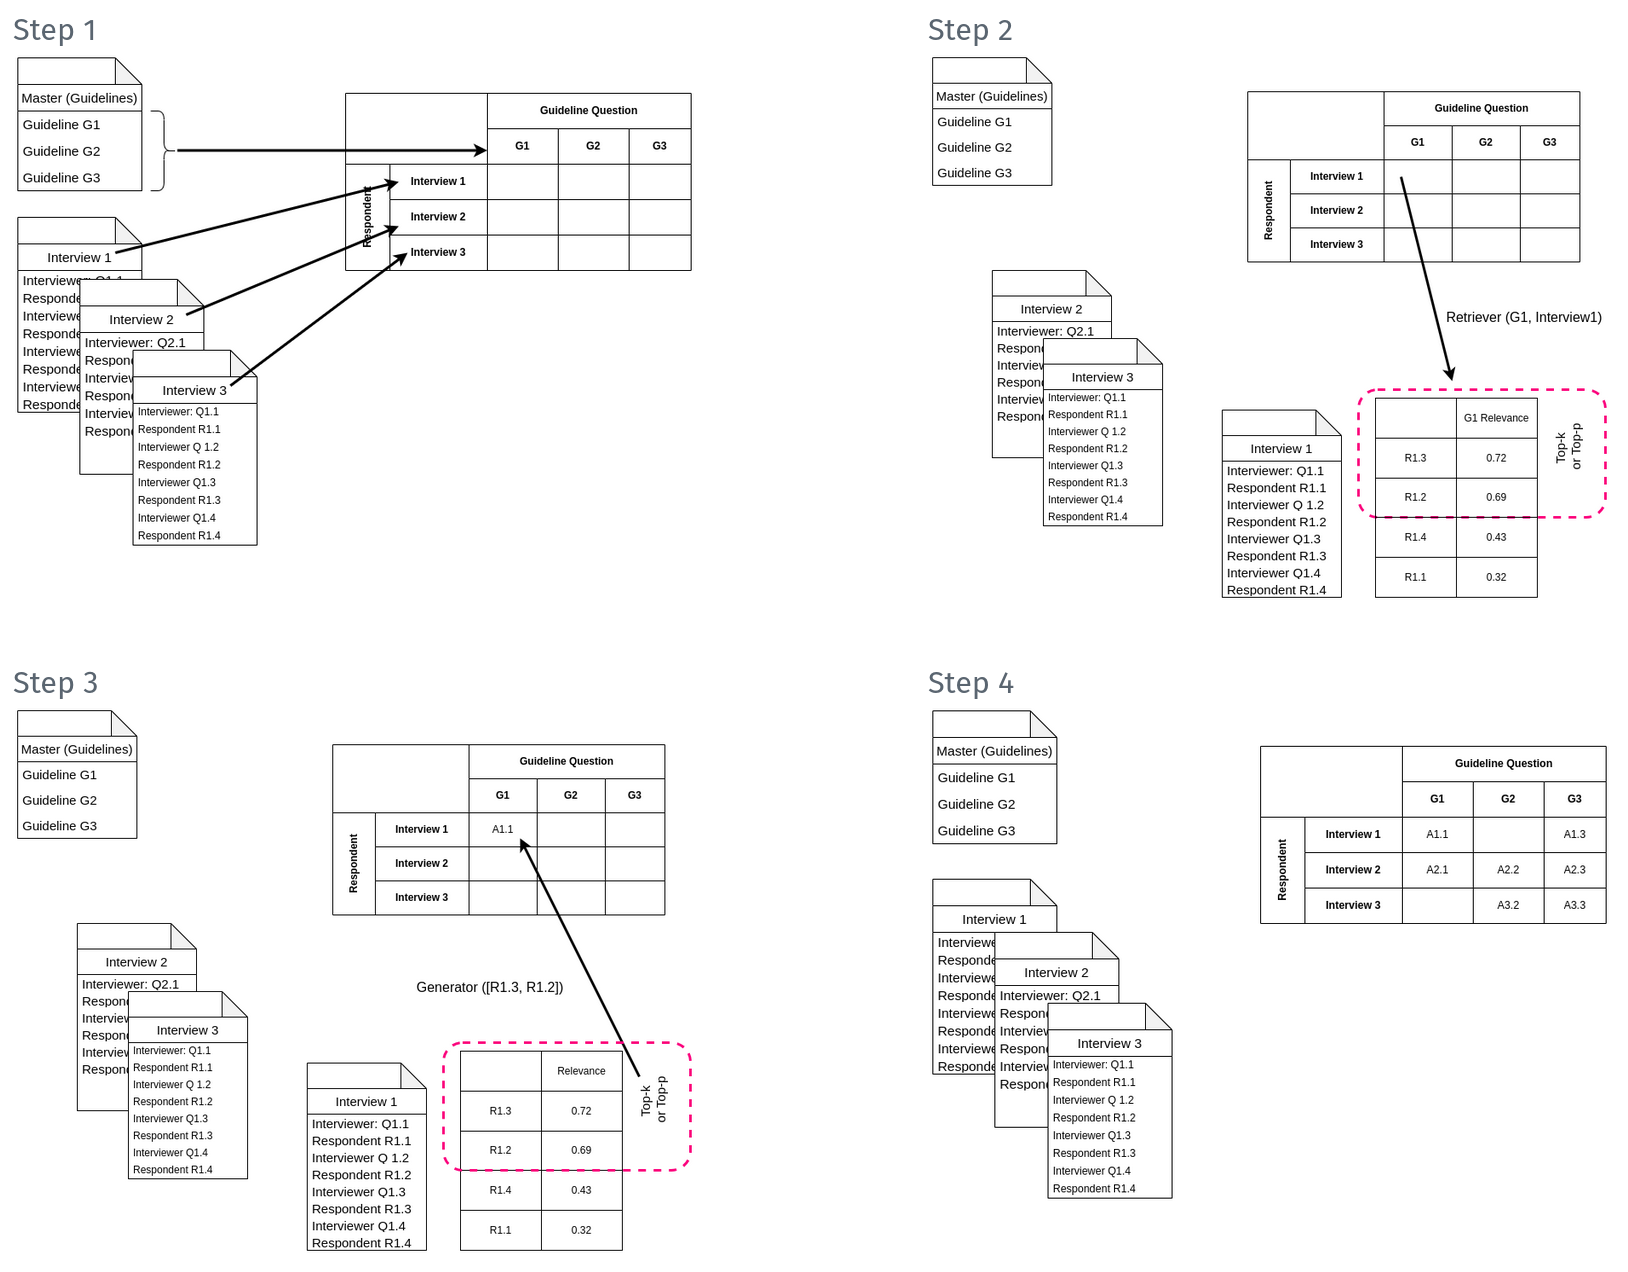 Step 1
Master (Guidelines)
Guideline G1
Guideline G2
Guideline G3
Guideline Question
G1 G2 G3
Respondent
Interview 1
Interview 2
Interview 3
Interview 1
Interviewer: Q1.1
Responde
Interviewe
Responde
Interviewe
Responde
Interviewe
Responde
Interview 2
Interviewer: Q2.1
Respon
Interview
Respon
Interview
Respon
Interview 3
Interviewer: Q1.1
Respondent R1.1
Interviewer Q 1.2
Respondent R1.2
Interviewer Q1.3
Respondent R1.3
Interviewer Q1.4
Respondent R1.4
Step 2
Master (Guidelines)
Guideline G1
Guideline G2
Guideline G3
Guideline Question
G1 G2 G3
Respondent
Interview 1
Interview 2
Interview 3
Retriever (G1, Interview1)
Interview 2
Interviewer: Q2.1
Respon
Interview
Respon
Interview
Respon
Interview 3
Interviewer: Q1.1
Respondent R1.1
Interviewer Q 1.2
Respondent R1.2
Interviewer Q1.3
Respondent R1.3
Interviewer Q1.4
Respondent R1.4
Interview 1
Interviewer: Q1.1
Respondent R1.1
Interviewer Q 1.2
Respondent R1.2
Interviewer Q1.3
Respondent R1.3
Interviewer Q1.4
Respondent R1.4
G1 Relevance
R1.3 0.72
R1.2 0.69
R1.4 0.43
R1.1 0.32
Top-k
or Top-p
Step 3
Master (Guidelines)
Guideline G1
Guideline G2
Guideline G3
Guideline Question
G1 G2 G3
Respondent
Interview 1 A1.1
Interview 2
Interview 3
Generator ([R1.3, R1.2])
Interview 2
Interviewer: Q2.1
Respon
Interview
Respon
Interview
Respon
Interview 3
Interviewer: Q1.1
Respondent R1.1
Interviewer Q 1.2
Respondent R1.2
Interviewer Q1.3
Respondent R1.3
Interviewer Q1.4
Respondent R1.4
Interview 1
Interviewer: Q1.1
Respondent R1.1
Interviewer Q 1.2
Respondent R1.2
Interviewer Q1.3
Respondent R1.3
Interviewer Q1.4
Respondent R1.4
Relevance
R1.3 0.72
R1.2 0.69
R1.4 0.43
R1.1 0.32
Top-k
or Top-p
Step 4
Master (Guidelines)
Guideline G1
Guideline G2
Guideline G3
Guideline Question
G1 G2 G3
Respondent
Interview 1 A1.1 A1.3
Interview 2 A2.1 A2.2 A2.3
Interview 3 A3.2 A3.3
Interview 1
Interviewe
Responde
Interviewe
Responde
Interviewe
Responde
Interviewe
Responde
Interview 2
Interviewer: Q2.1
Respon
Interview
Respon
Interview
Respon
Interview 3
Interviewer: Q1.1
Respondent R1.1
Interviewer Q 1.2
Respondent R1.2
Interviewer Q1.3
Respondent R1.3
Interviewer Q1.4
Respondent R1.4